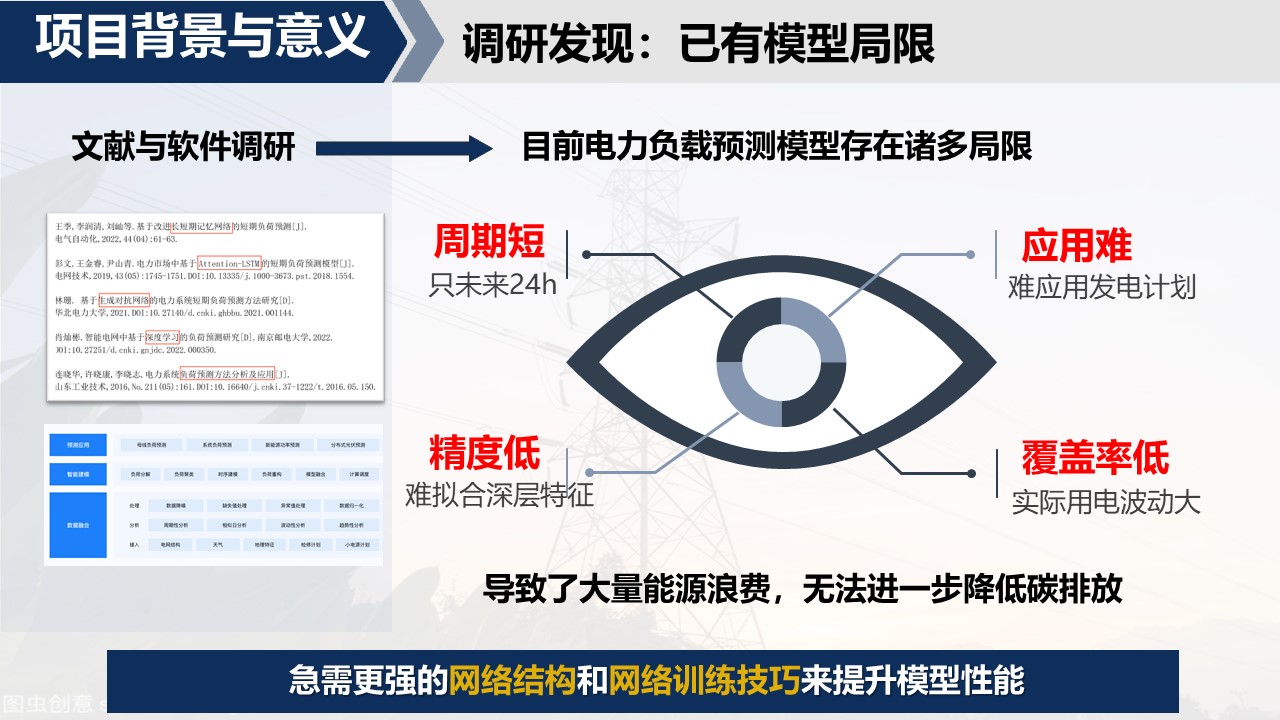 项目背景与意义
调研发现：已有模型局限
文献与软件调研
目前电力负载预测模型存在诸多局限
王季,李润清,刘屾等.基于改进长短期记忆网络的短期负荷预测[J].
电气自动化,2022,44(04):61-63.
彭文,王金睿,尹山青.电力市场中基于Attention-LSTM的短期负荷预测模型[J].
电网技术,2019,43(05):1745-1751.DOI:10.13335/j.1000-3673.pst.2018.1554.
林珊. 基于生成对抗网络的电力系统短期负荷预测方法研究[D].
华北电力大学,2021.DOI:10.27140/d.cnki.ghbbu.2021.001144.
肖灿彬.智能电网中基于深度学习的负荷预测研究[D].南京邮电大学,2022.
DOI:10.27251/d.cnki.gnjdc.2022.000350.
连晓华,许晓康,李晓志.电力系统负荷预测方法分析及应用[J].
山东工业技术,2016,No.211(05):161.DOI:10.16640/j.cnki.37-1222/t.2016.05.150.
预测应用
母线负荷预测
系统负荷预测
新能源功率预测
分布式光伏预测
智能建模
负荷分解
负荷聚类
时序建模
负荷重构
模型融合
计算调度
数据融合
处理
数据降噪
缺失值处理
异常值处理
数据归一化
分析
周期性分析
相似日分析
波动性分析
趋势性分析
接入
电网结构
天气
地理特征
检修计划
小电源计划
周期短
只未来24h
应用难
难应用发电计划
精度低
难拟合深层特征
覆盖率低
实际用电波动大
导致了大量能源浪费，无法进一步降低碳排放
急需更强的网络结构和网络训练技巧来提升模型性能
图虫创意